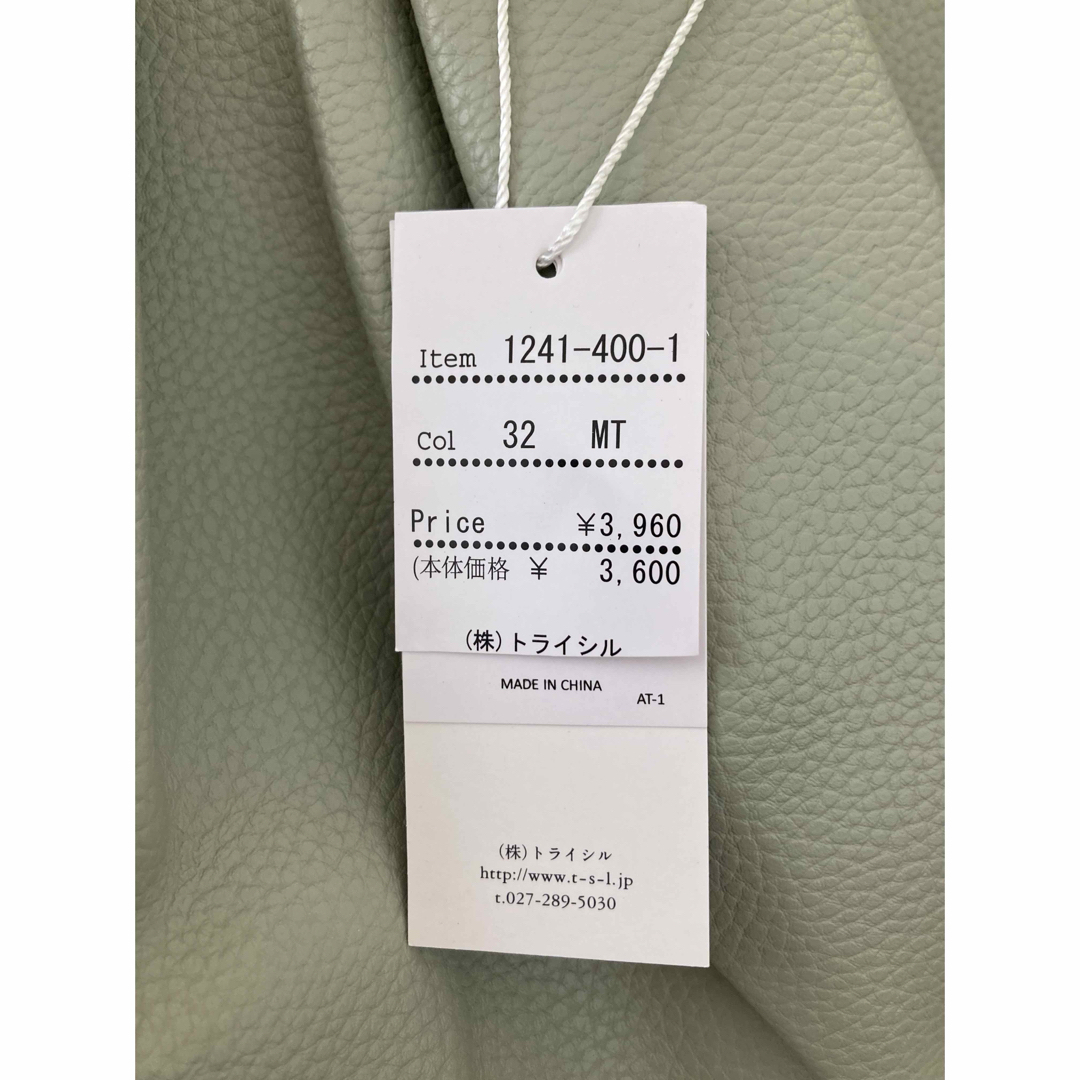 Item 1241-400-1
Col 32 MT
Price ¥3,960
(本体価格 ¥ 3,600
(株)トライシル
MADE IN CHINA
AT-1
(株)トライシル
http://www.t-s-l.jp
t.027-289-5030